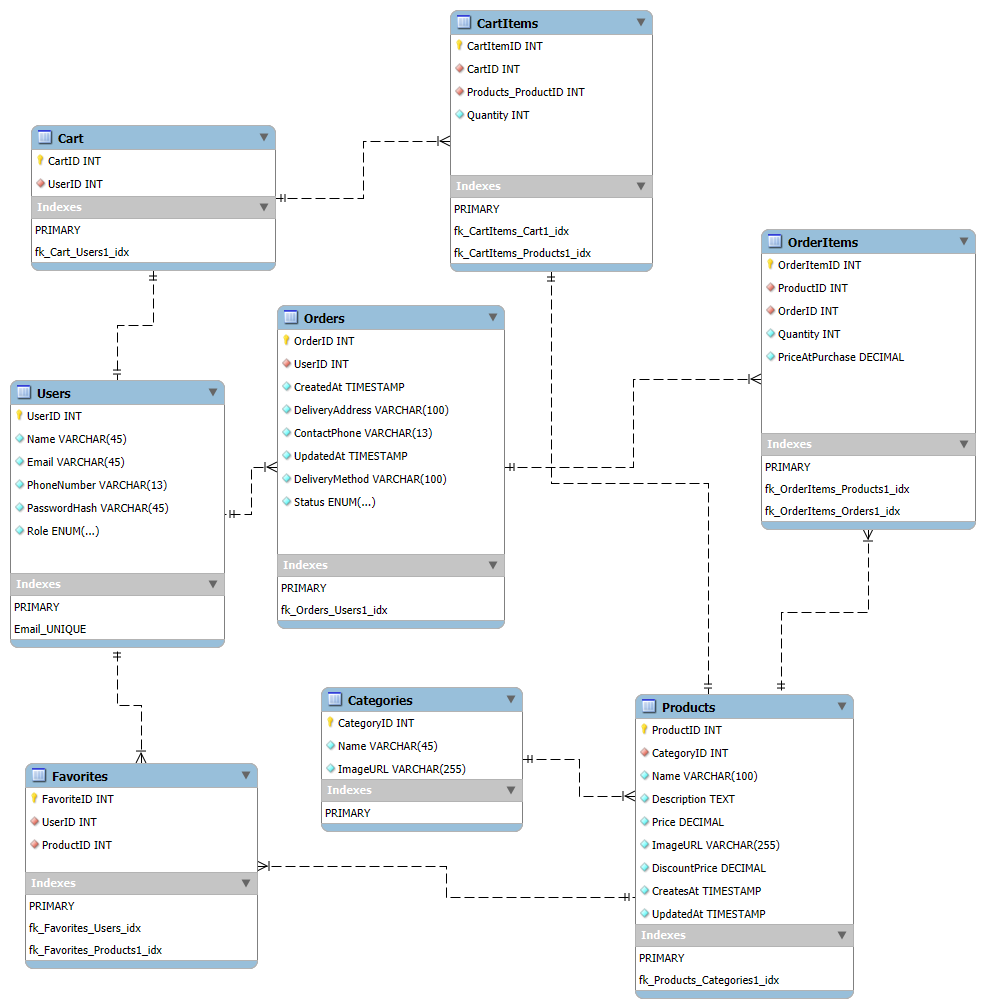 CartItems
CartItemID INT
CartID INT
Products_ProductID INT
Quantity INT
Indexes
PRIMARY
fk_CartItems_Cart1_idx
fk_CartItems_Products1_idx
Cart
CartID INT
UserID INT
Indexes
PRIMARY
fk_Cart_Users1_idx
OrderItems
OrderItemID INT
ProductID INT
OrderID INT
Quantity INT
PriceAtPurchase DECIMAL
Indexes
PRIMARY
fk_OrderItems_Products1_idx
fk_OrderItems_Orders1_idx
Orders
OrderID INT
UserID INT
CreatedAt TIMESTAMP
DeliveryAddress VARCHAR(100)
ContactPhone VARCHAR(13)
UpdatedAt TIMESTAMP
DeliveryMethod VARCHAR(100)
Status ENUM(...)
Indexes
PRIMARY
fk_Orders_Users1_idx
Users
UserID INT
Name VARCHAR(45)
Email VARCHAR(45)
PhoneNumber VARCHAR(13)
PasswordHash VARCHAR(45)
Role ENUM(...)
Indexes
PRIMARY
Email_UNIQUE
Categories
CategoryID INT
Name VARCHAR(45)
ImageURL VARCHAR(255)
Indexes
PRIMARY
Products
ProductID INT
CategoryID INT
Name VARCHAR(100)
Description TEXT
Price DECIMAL
ImageURL VARCHAR(255)
DiscountPrice DECIMAL
CreatesAt TIMESTAMP
UpdatedAt TIMESTAMP
Indexes
PRIMARY
fk_Products_Categories1_idx
Favorites
FavoriteID INT
UserID INT
ProductID INT
Indexes
PRIMARY
fk_Favorites_Users_idx
fk_Favorites_Products1_idx